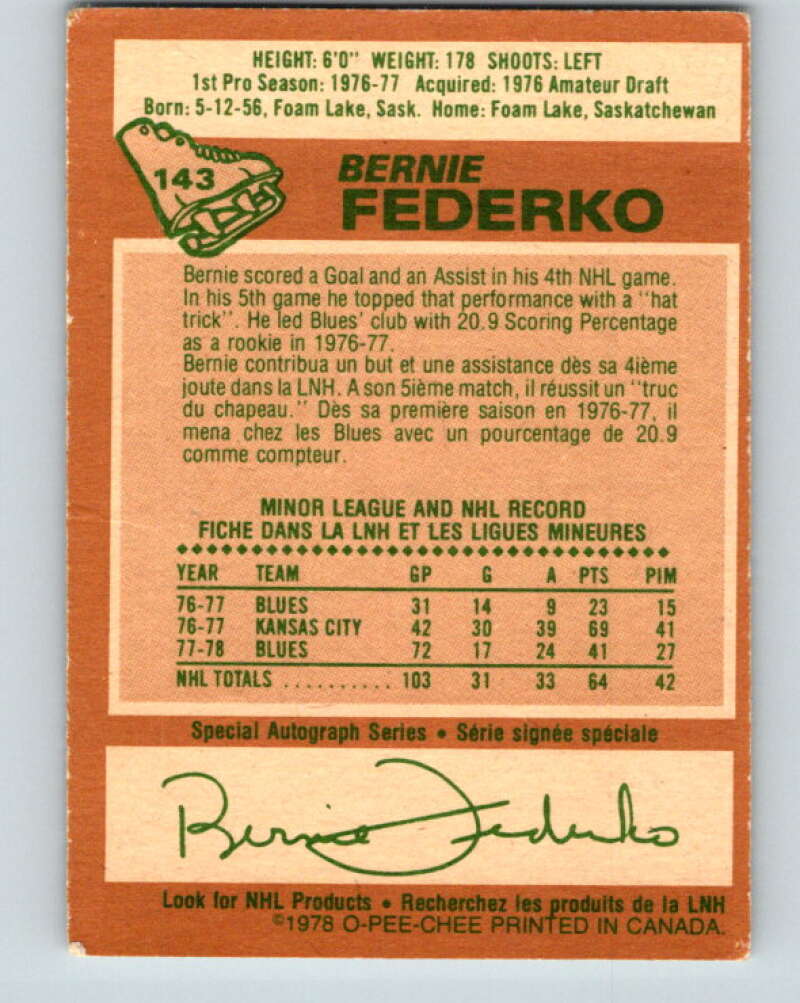 HEIGHT: 6'0" WEIGHT: 178 SHOOTS: LEFT
1st Pro Season: 1976-77 Acquired: 1976 Amateur Draft
Born: 5-12-56, Foam Lake, Sask. Home: Foam Lake, Saskatchewan
143
BERNIE
FEDERKO
Bernie scored a Goal and an Assist in his 4th NHL game.
In his 5th game he topped that performance with a "hat
trick". He led Blues' club with 20.9 Scoring Percentage
as a rookie in 1976-77.
Bernie contribua un but et une assistance dès sa 4ième
joute dans la LNH. A son 5ième match, il réussit un "truc
du chapeau." Dès sa première saison en 1976-77, il
mena chez les Blues avec un pourcentage de 20.9
comme compteur.
MINOR LEAGUE AND NHL RECORD
FICHE DANS LA LNH ET LES LIGUES MINEURES
YEAR TEAM GP G A PTS PIM
76-77 BLUES 31 14 9 23 15
76-77 KANSAS CITY 42 30 39 69 41
77-78 BLUES 72 17 24 41 27
NHL TOTALS .......... 103 31 33 64 42
Special Autograph Series • Série signée spéciale
Bernie Federko
Look for NHL Products • Recherchez les produits de la LNH
©1978 O-PEE-CHEE PRINTED IN CANADA.